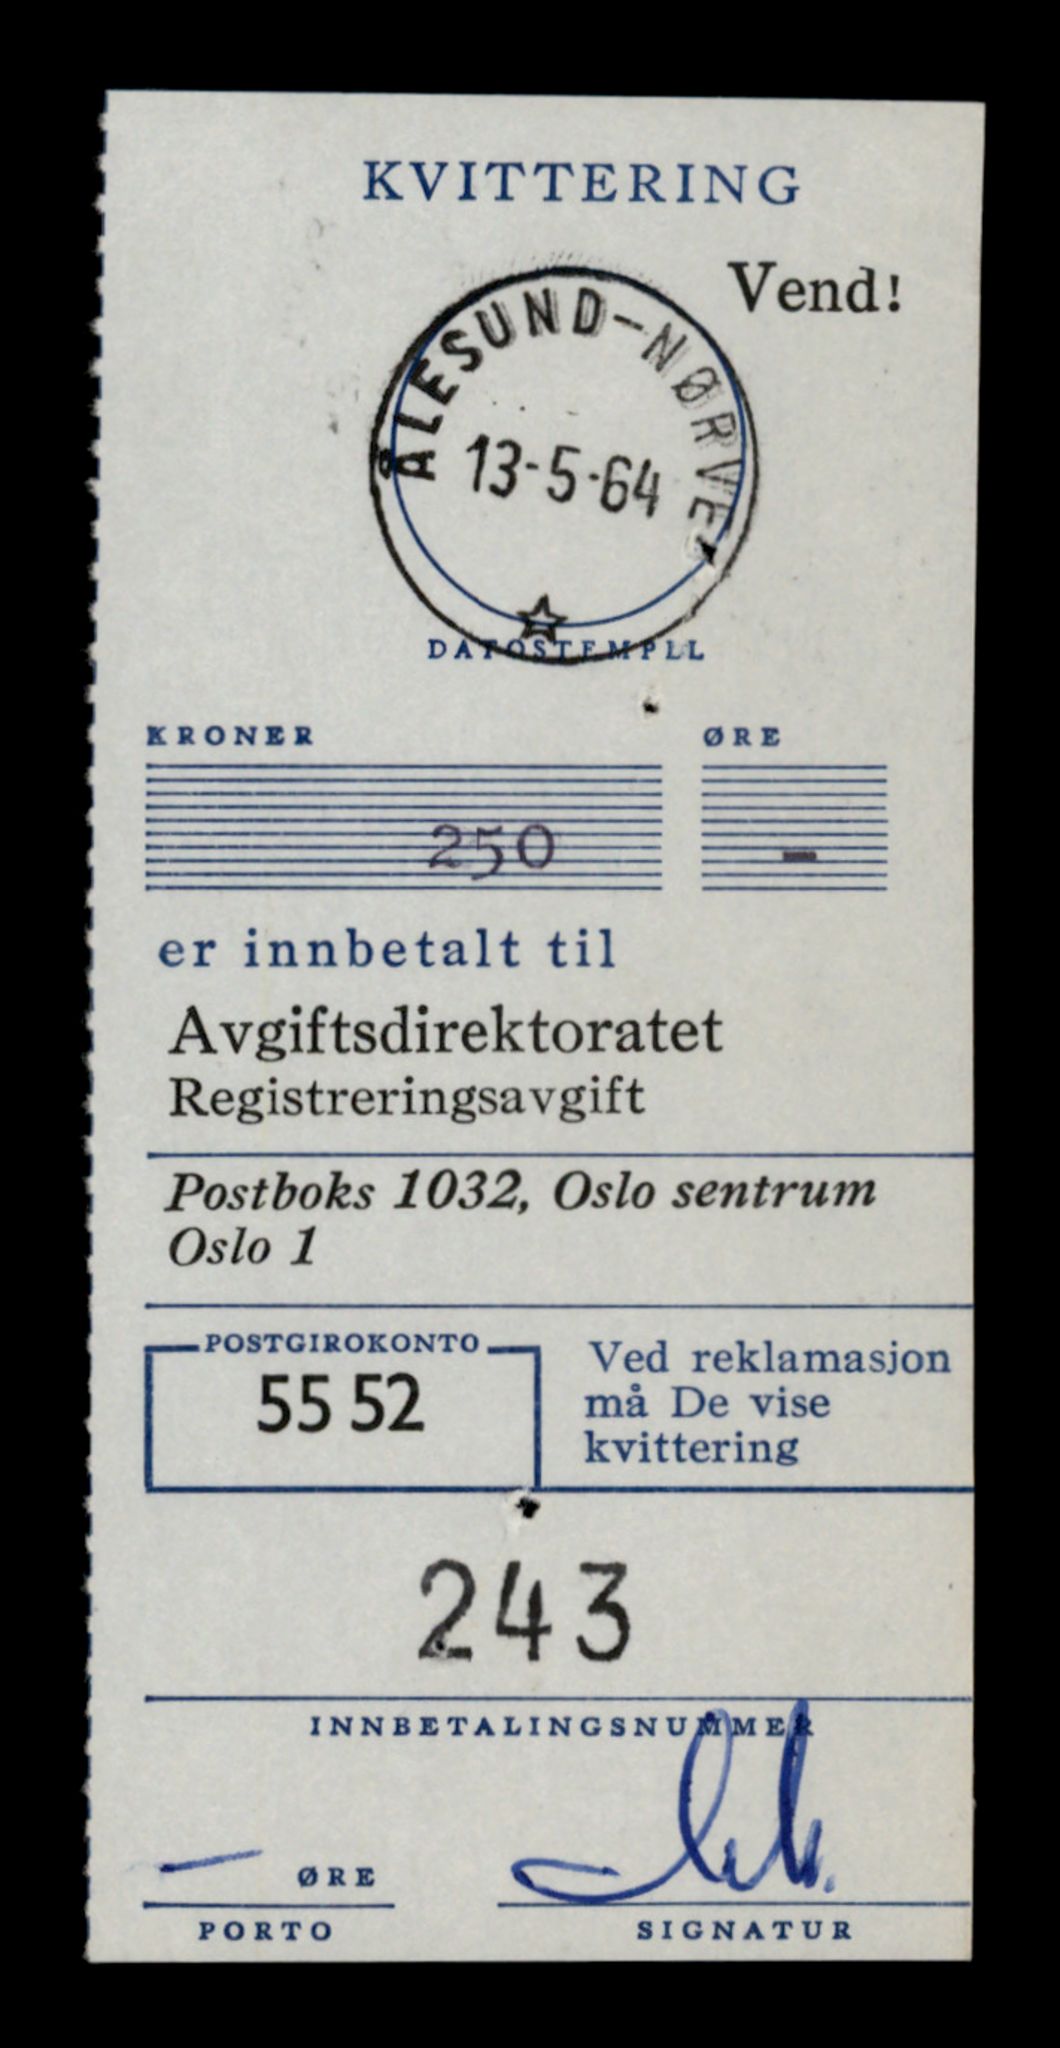 KVITTERING
Vend!
ÅLESUND-NØRVE
13-5-64
DATOSTEMPEL
KRONER ØRE
250 -
er innbetalt til
Avgiftsdirektoratet
Registreringsavgift
Postboks 1032, Oslo sentrum
Oslo 1
POSTGIROKONTO
55 52
Ved reklamasjon
må De vise
kvittering
243
INNBETALINGSNUMMER
— ØRE
PORTO
SIGNATUR